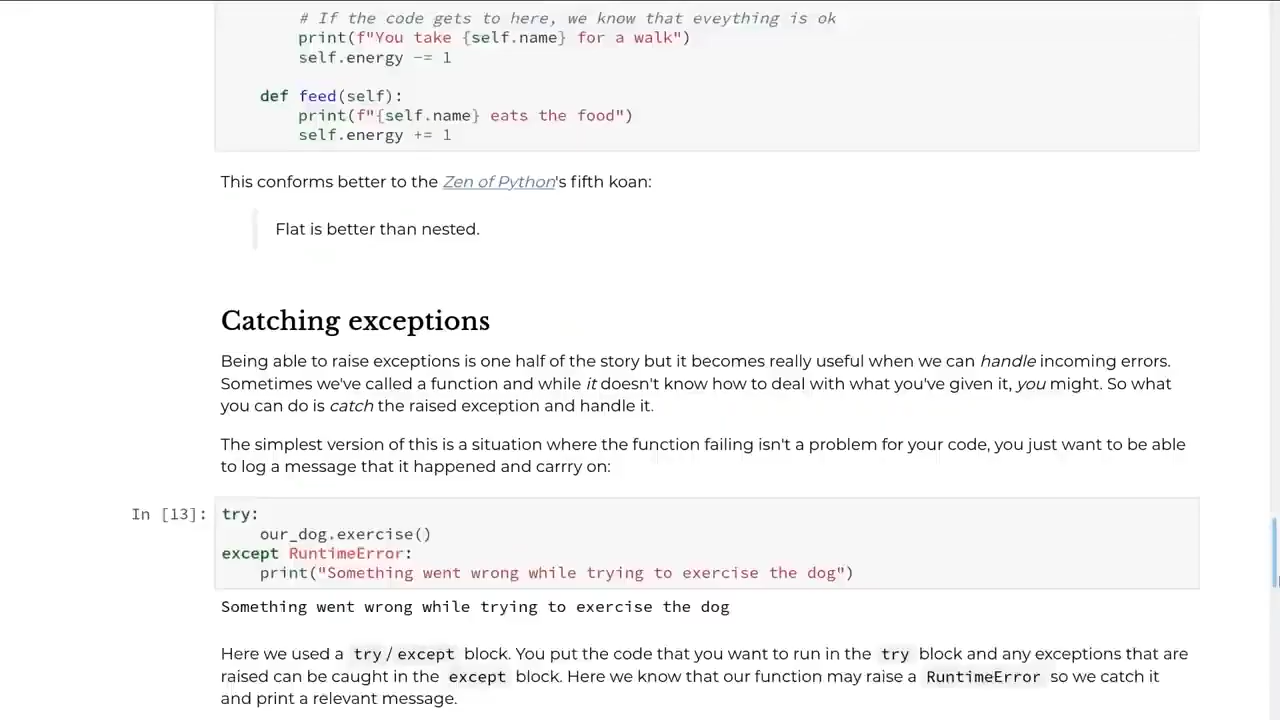 # If the code gets to here, we know that eveything is ok
print(f"You take {self.name} for a walk")
self.energy -= 1
def feed(self):
print(f"{self.name} eats the food")
self.energy += 1
This conforms better to the Zen of Python's fifth koan:
Flat is better than nested.
Catching exceptions
Being able to raise exceptions is one half of the story but it becomes really useful when we can handle incoming errors.
Sometimes we've called a function and while it doesn't know how to deal with what you've given it, you might. So what
you can do is catch the raised exception and handle it.
The simplest version of this is a situation where the function failing isn't a problem for your code, you just want to be able
to log a message that it happened and carrry on:
In [13]: try:
our_dog.exercise()
except RuntimeError:
print("Something went wrong while trying to exercise the dog")
Something went wrong while trying to exercise the dog
Here we used a try / except block. You put the code that you want to run in the try block and any exceptions that are
raised can be caught in the except block. Here we know that our function may raise a RuntimeError so we catch it
and print a relevant message.